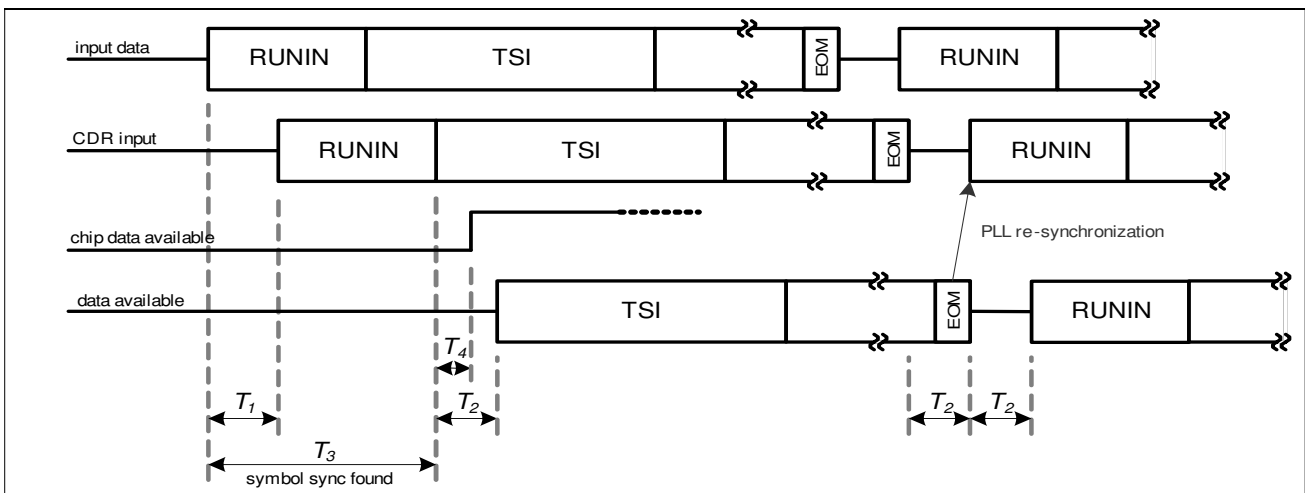 input data
RUNIN
TSI
EOM
RUNIN
CDR input
RUNIN
TSI
EOM
RUNIN
chip data available
PLL re-synchronization
data available
TSI
EOM
RUNIN
T4
T1
T2
T2
T2
T3
symbol sync found